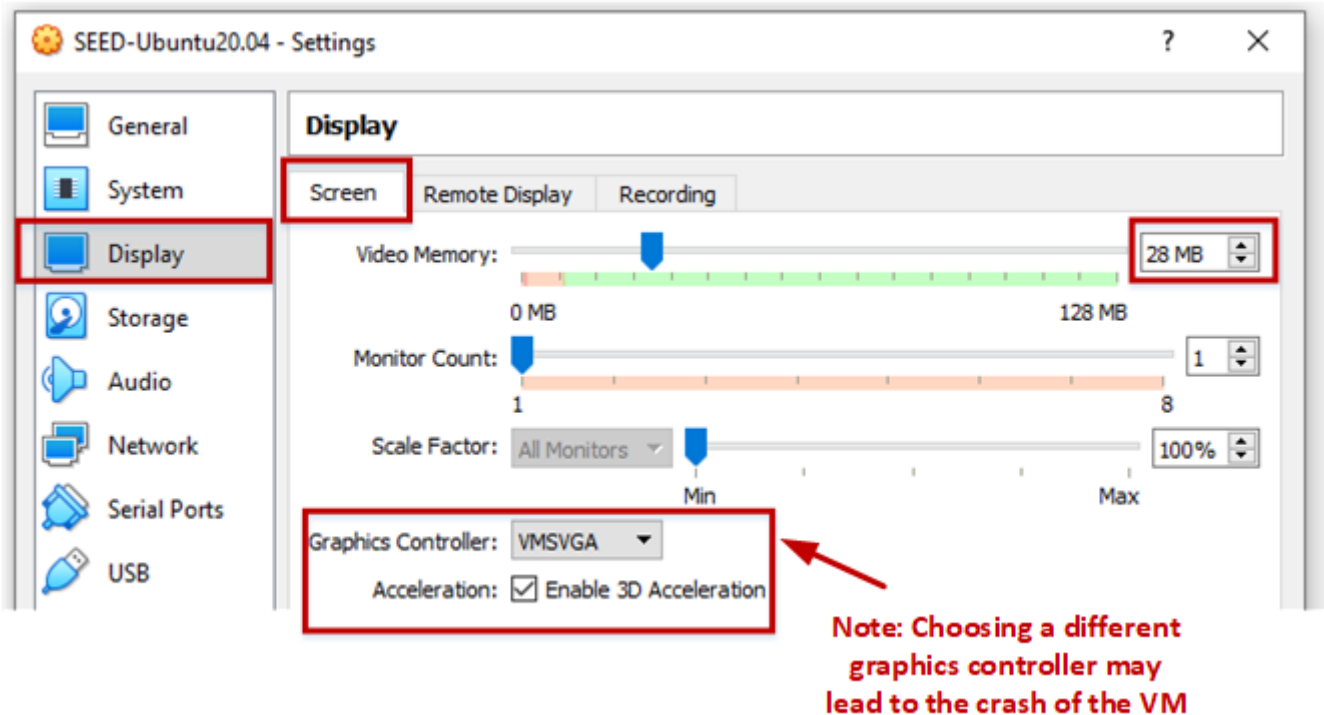 SEED-Ubuntu20.04 - Settings ? ×
General
System
Display
Storage
Audio
Network
Serial Ports
USB
Display
Screen Remote Display Recording
Video Memory: 28 MB
0 MB 128 MB
Monitor Count: 1
1 8
Scale Factor: All Monitors 100%
Min Max
Graphics Controller: VMSVGA
Acceleration: Enable 3D Acceleration
Note: Choosing a different
graphics controller may
lead to the crash of the VM